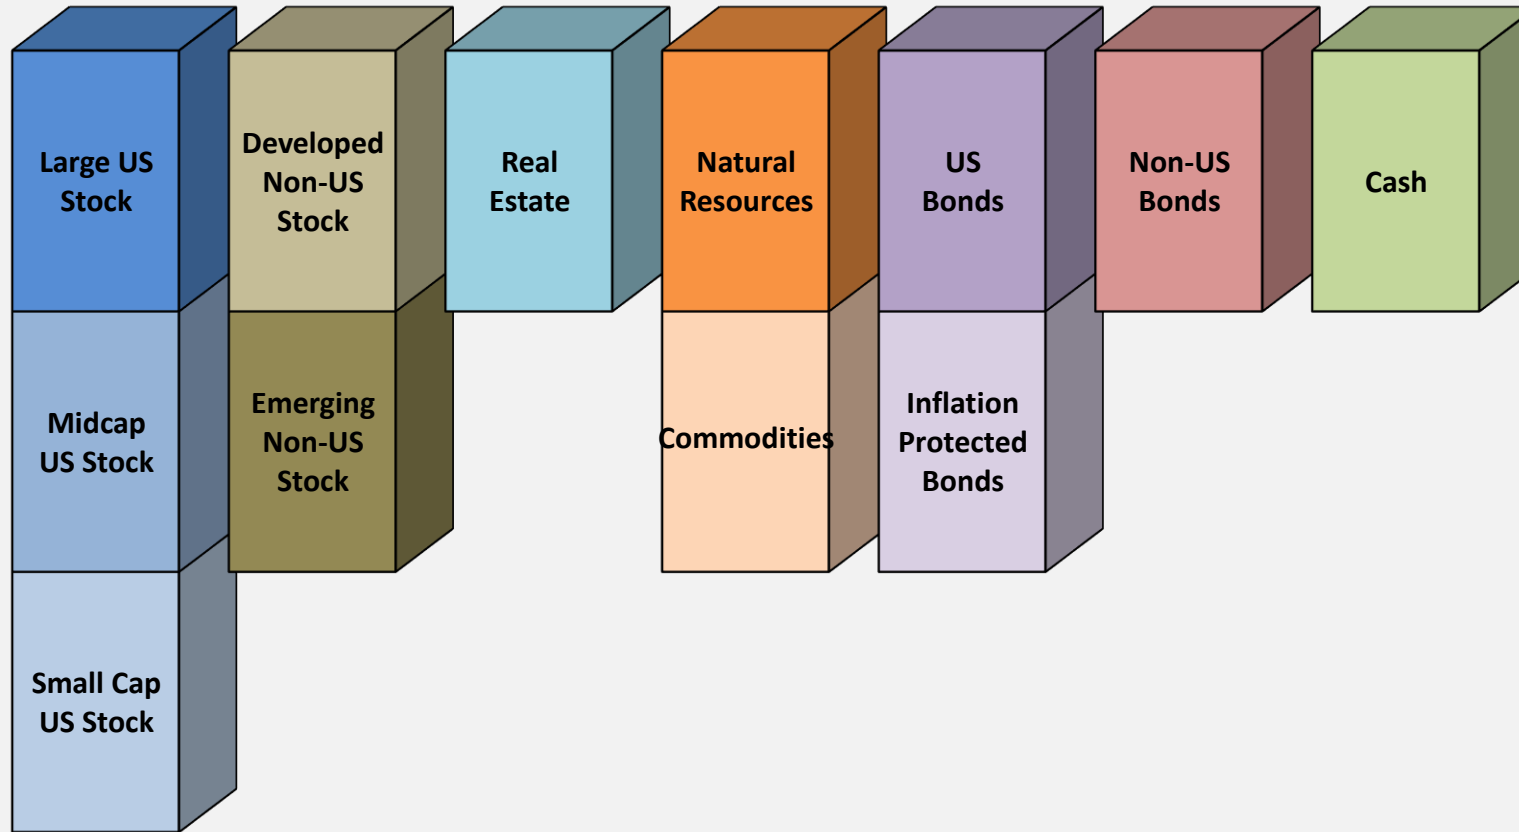 Large US
Stock
Developed
Non-US
Stock
Real
Estate
Natural
Resources
US
Bonds
Non-US
Bonds
Cash
Midcap
US Stock
Emerging
Non-US
Stock
Commodities
Inflation
Protected
Bonds
Small Cap
US Stock